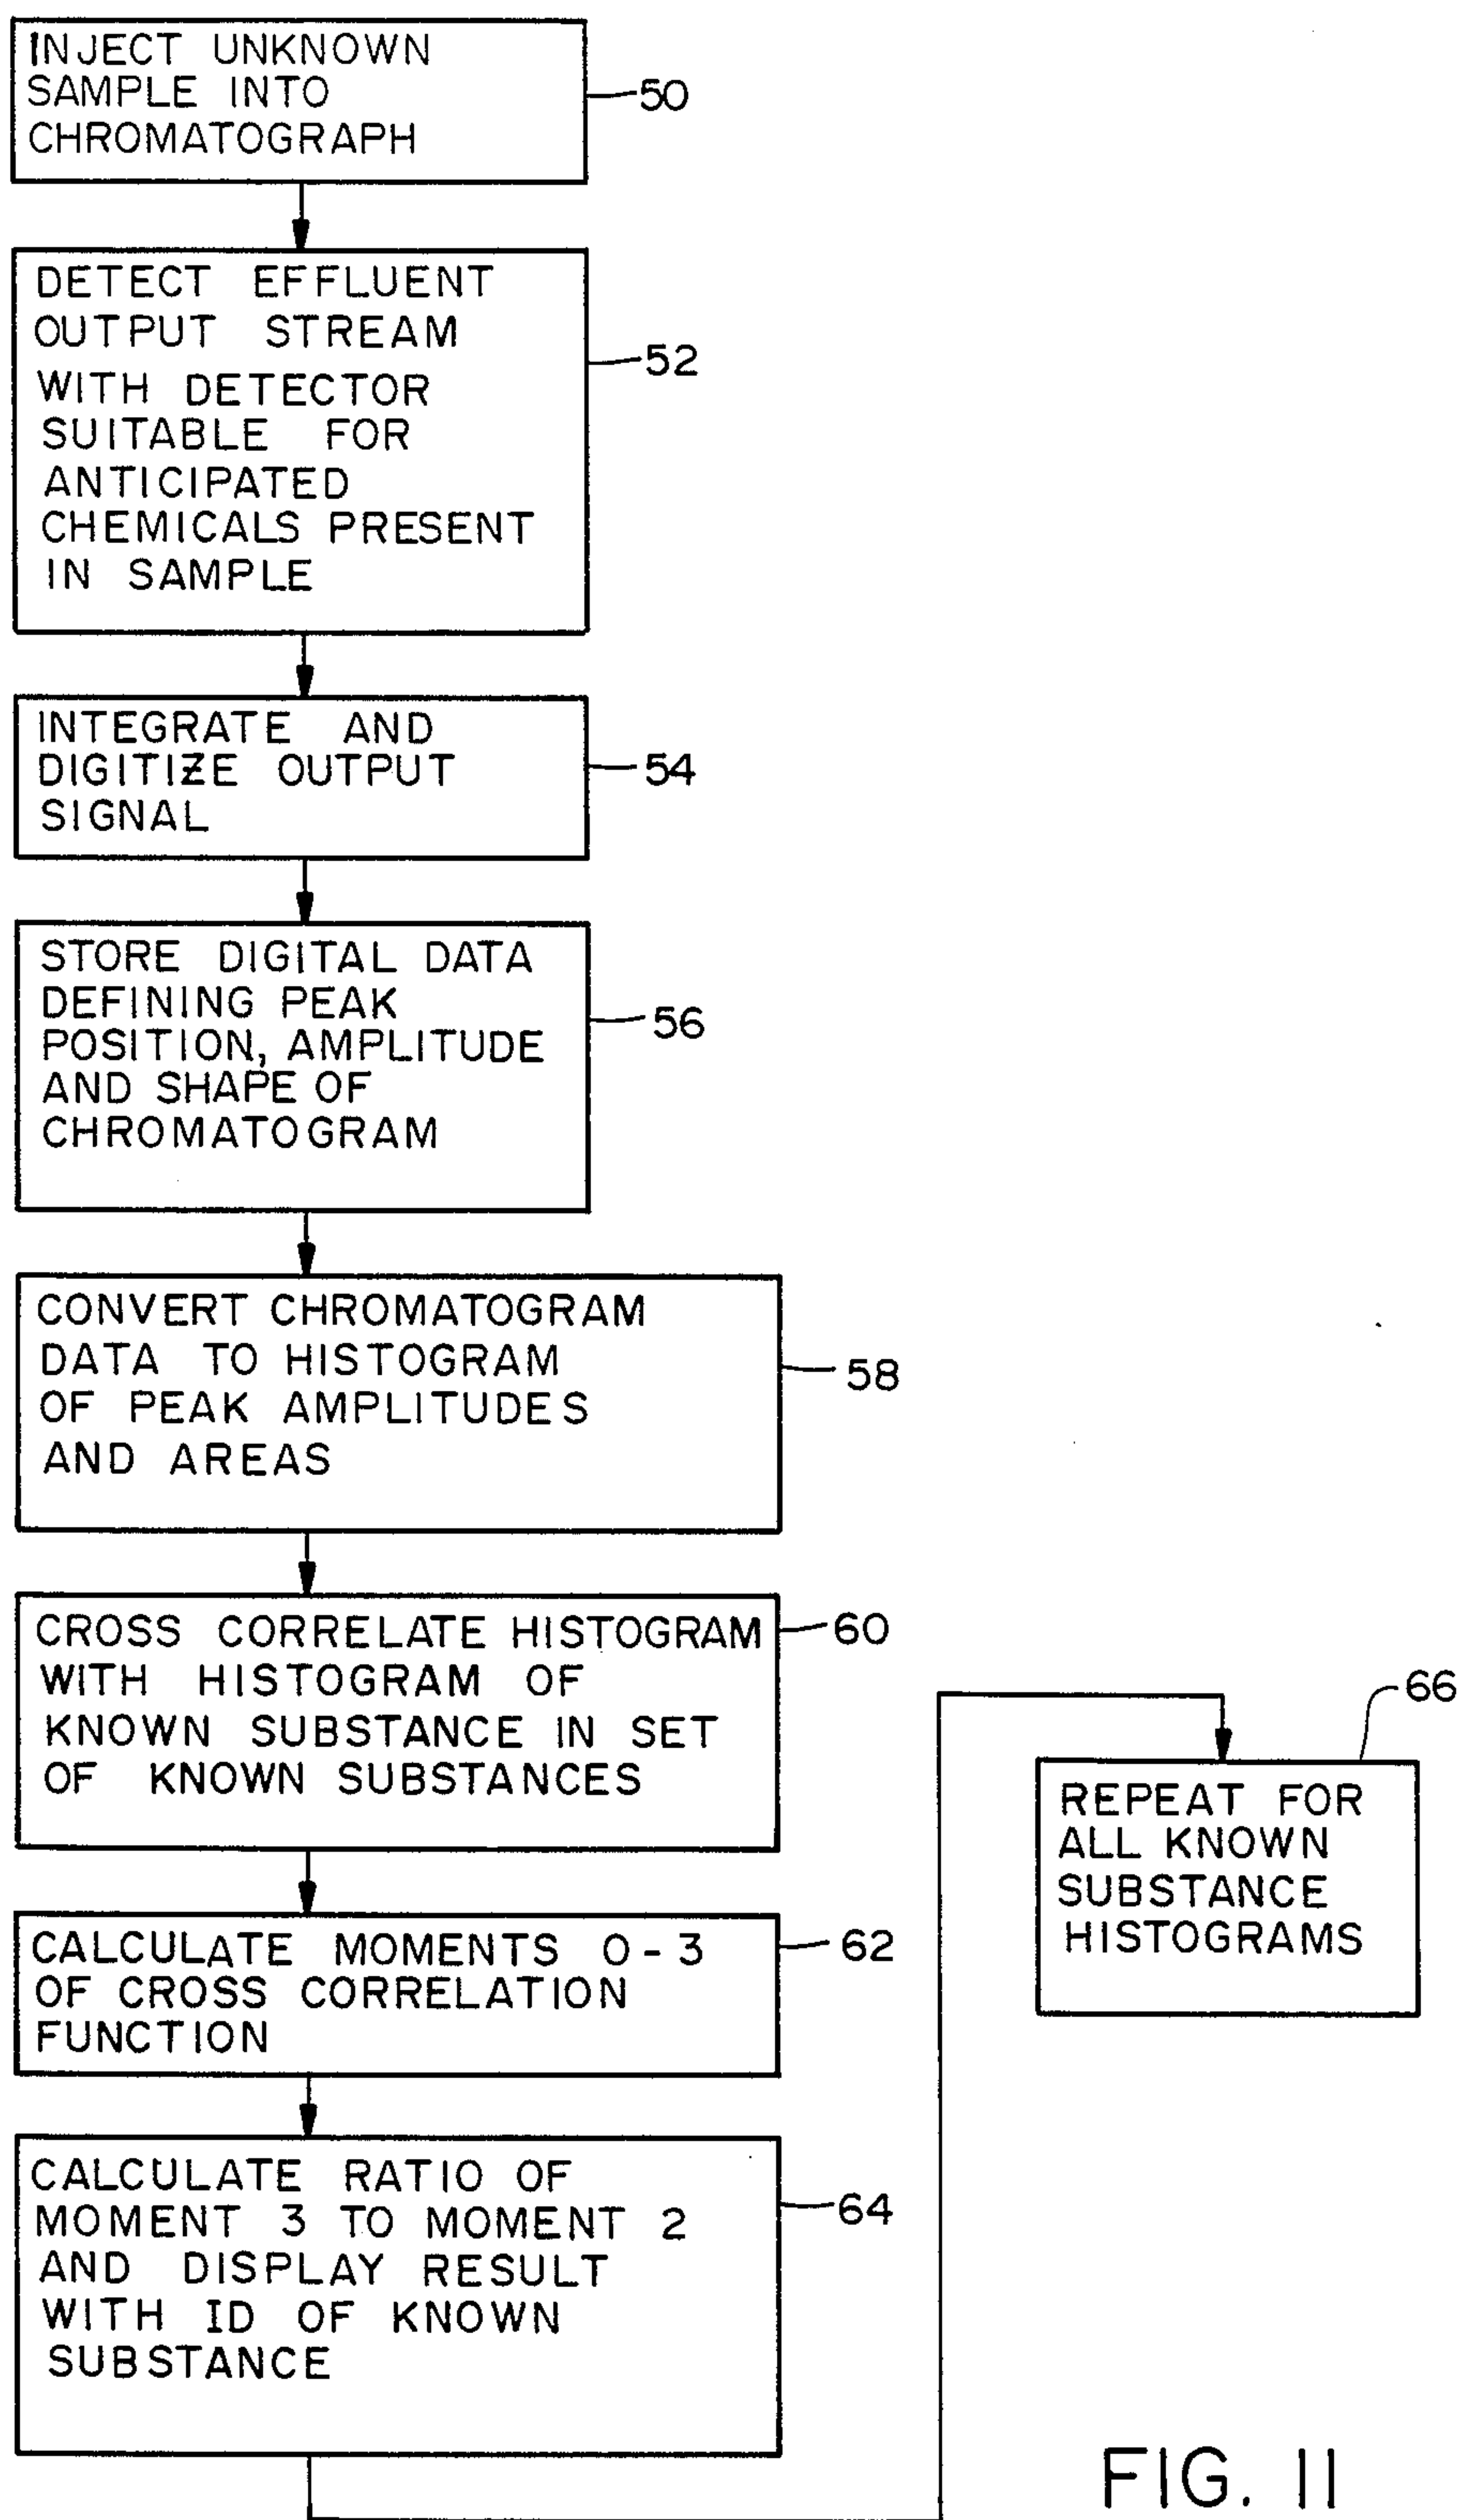 INJECT UNKNOWN
SAMPLE INTO
CHROMATOGRAPH
50
DETECT EFFLUENT
OUTPUT STREAM
WITH DETECTOR
SUITABLE FOR
ANTICIPATED
CHEMICALS PRESENT
IN SAMPLE
52
INTEGRATE AND
DIGITIZE OUTPUT
SIGNAL
54
STORE DIGITAL DATA
DEFINING PEAK
POSITION, AMPLITUDE
AND SHAPE OF
CHROMATOGRAM
56
CONVERT CHROMATOGRAM
DATA TO HISTOGRAM
OF PEAK AMPLITUDES
AND AREAS
58
CROSS CORRELATE HISTOGRAM
WITH HISTOGRAM OF
KNOWN SUBSTANCE IN SET
OF KNOWN SUBSTANCES
60
CALCULATE MOMENTS 0-3
OF CROSS CORRELATION
FUNCTION
62
CALCULATE RATIO OF
MOMENT 3 TO MOMENT 2
AND DISPLAY RESULT
WITH ID OF KNOWN
SUBSTANCE
64
66
REPEAT FOR
ALL KNOWN
SUBSTANCE
HISTOGRAMS
FIG. 11